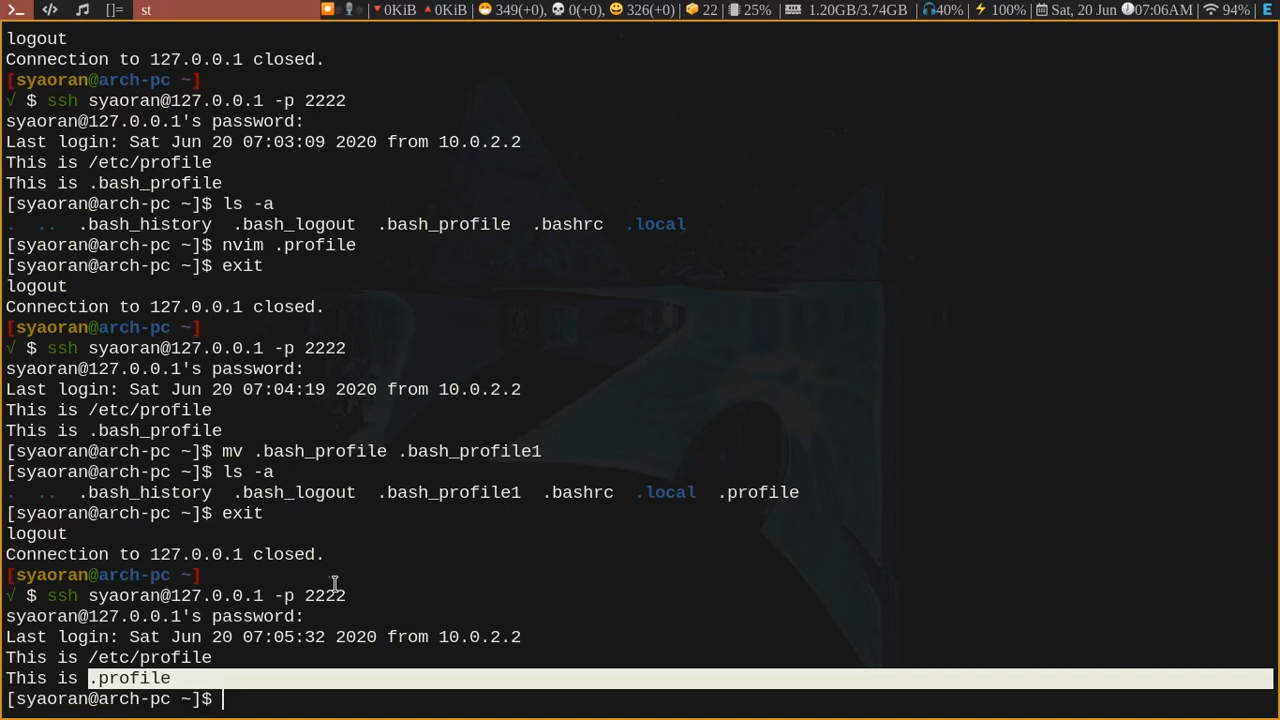 []= st 0KiB 0KiB | 349(+0), 0(+0), 326(+0) | 22 | 25% | 1.20GB/3.74GB | 40% | 100% | Sat, 20 Jun 07:06AM | 94% | E
logout
Connection to 127.0.0.1 closed.
[syaoran@arch-pc ~]
√ $ ssh syaoran@127.0.0.1 -p 2222
syaoran@127.0.0.1's password:
Last login: Sat Jun 20 07:03:09 2020 from 10.0.2.2
This is /etc/profile
This is .bash_profile
[syaoran@arch-pc ~]$ ls -a
. .. .bash_history .bash_logout .bash_profile .bashrc .local
[syaoran@arch-pc ~]$ nvim .profile
[syaoran@arch-pc ~]$ exit
logout
Connection to 127.0.0.1 closed.
[syaoran@arch-pc ~]
√ $ ssh syaoran@127.0.0.1 -p 2222
syaoran@127.0.0.1's password:
Last login: Sat Jun 20 07:04:19 2020 from 10.0.2.2
This is /etc/profile
This is .bash_profile
[syaoran@arch-pc ~]$ mv .bash_profile .bash_profile1
[syaoran@arch-pc ~]$ ls -a
. .. .bash_history .bash_logout .bash_profile1 .bashrc .local .profile
[syaoran@arch-pc ~]$ exit
logout
Connection to 127.0.0.1 closed.
[syaoran@arch-pc ~]
√ $ ssh syaoran@127.0.0.1 -p 2222
syaoran@127.0.0.1's password:
Last login: Sat Jun 20 07:05:32 2020 from 10.0.2.2
This is /etc/profile
This is .profile
[syaoran@arch-pc ~]$